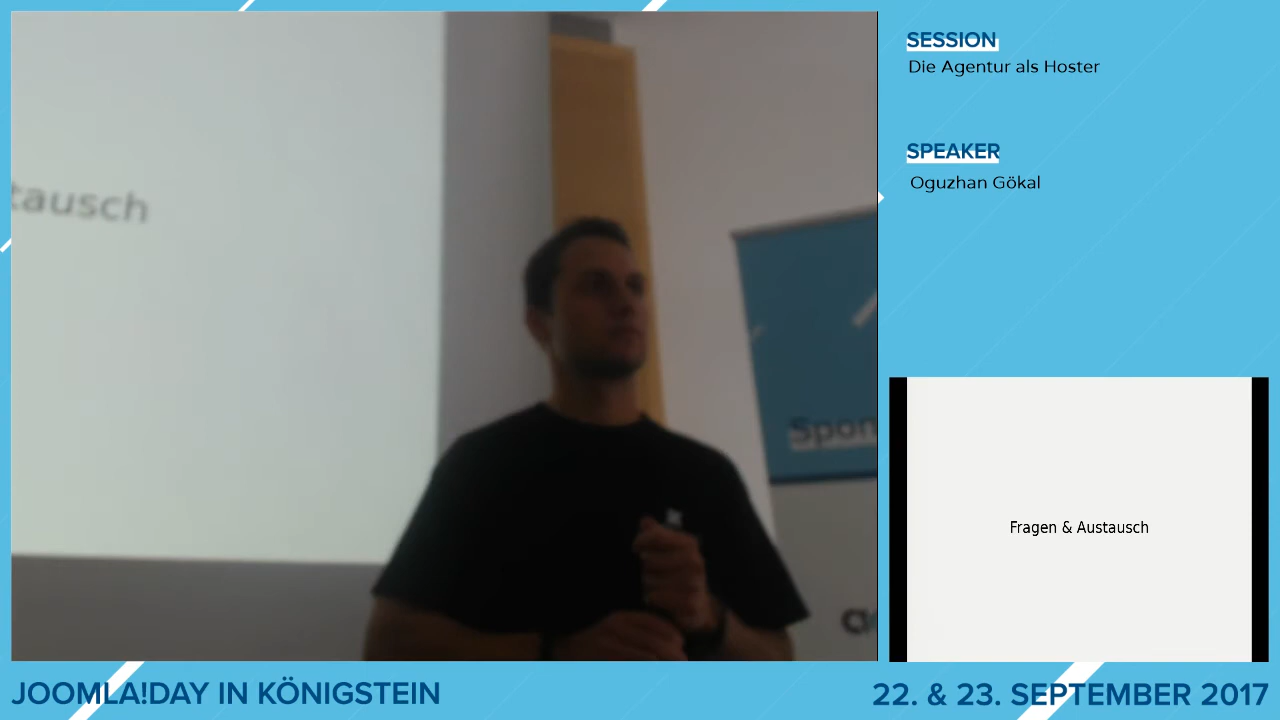 SESSION
Die Agentur als Hoster
SPEAKER
Oguzhan Gökal
tausch
Spon
Fragen & Austausch
JOOMLA!DAY IN KÖNIGSTEIN
22. & 23. SEPTEMBER 2017